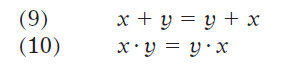 (9) x + y = y + x
(10) x · y = y · x